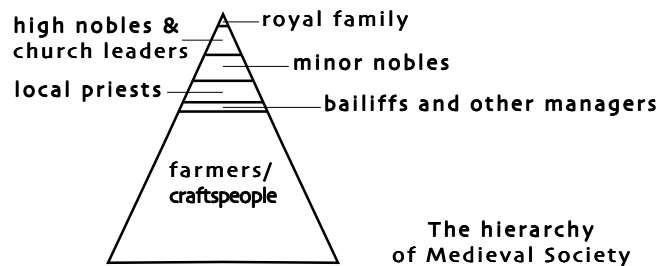 royal family
high nobles &
church leaders
minor nobles
local priests
bailiffs and other managers
farmers/
craftspeople
The hierarchy
of Medieval Society